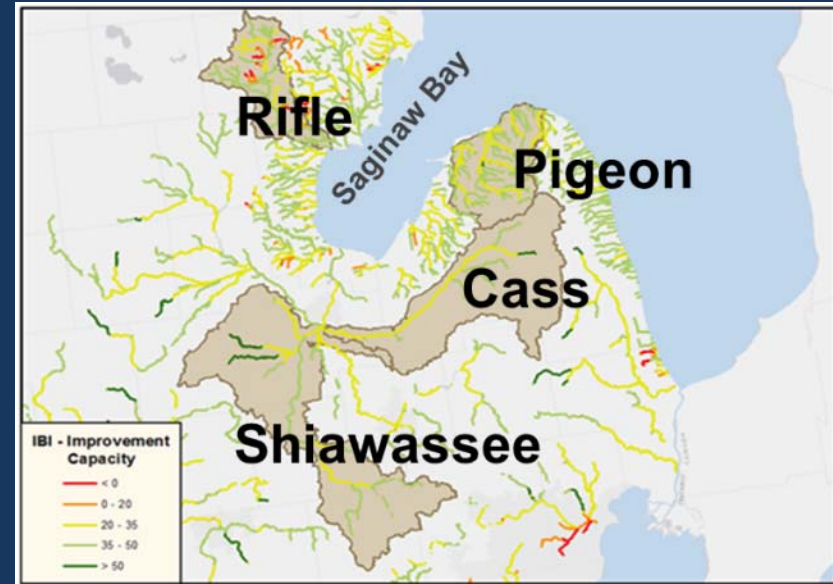 Rifle
Saginaw Bay
Pigeon
Cass
Shiawassee
IBI - Improvement
Capacity
< 0
0 - 20
20 - 35
35 - 50
> 50